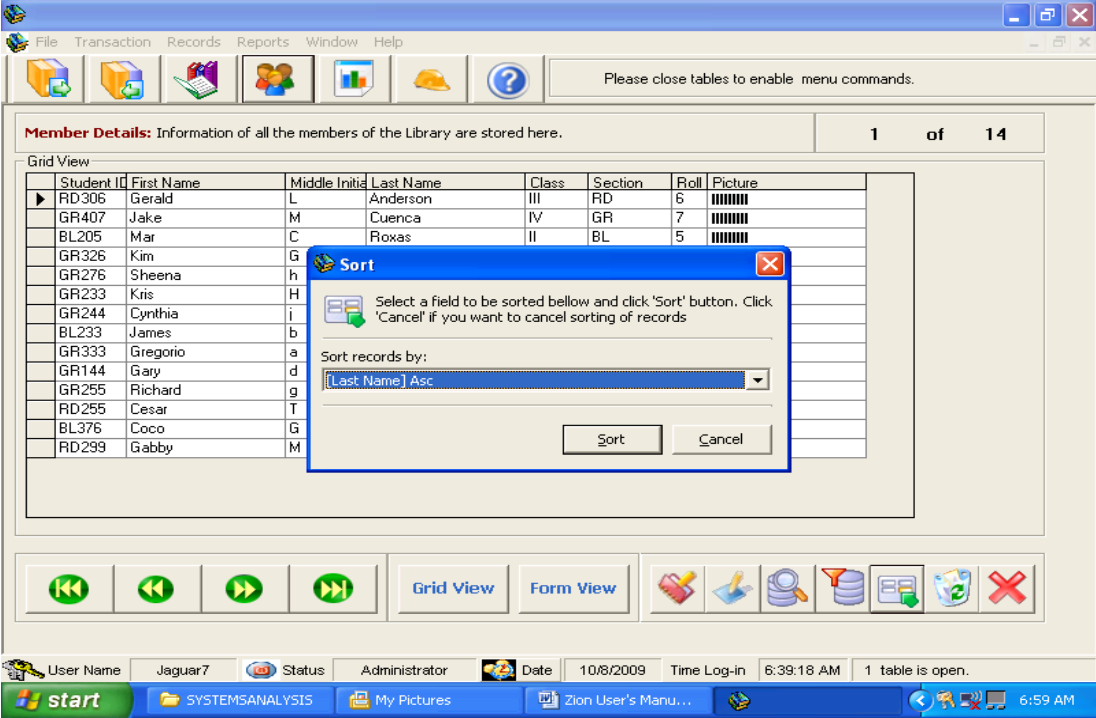 File Transaction Records Reports Window Help
Please close tables to enable menu commands.
Member Details: Information of all the members of the Library are stored here.
1 of 14
Grid View
Student ID First Name Middle Initia Last Name Class Section Roll Picture
RD306 Gerald L Anderson III RD 6
GR407 Jake M Cuenca IV GR 7
BL205 Mar C Roxas II BL 5
GR326 Kim G
GR276 Sheena h
GR233 Kris H
GR244 Cynthia j
BL233 James b
GR333 Gregorio a
GR144 Gary d
GR255 Richard g
RD255 Cesar T
BL376 Coco G
RD299 Gabby M
Sort
Select a field to be sorted bellow and click 'Sort' button. Click
'Cancel' if you want to cancel sorting of records
Sort records by:
[Last Name] Asc
Sort Cancel
Grid View Form View
User Name Jaguar7 Status Administrator Date 10/8/2009 Time Log-in 6:39:18 AM 1 table is open.
start SYSTEMSANALYSIS My Pictures Zion User's Manu... 6:59 AM